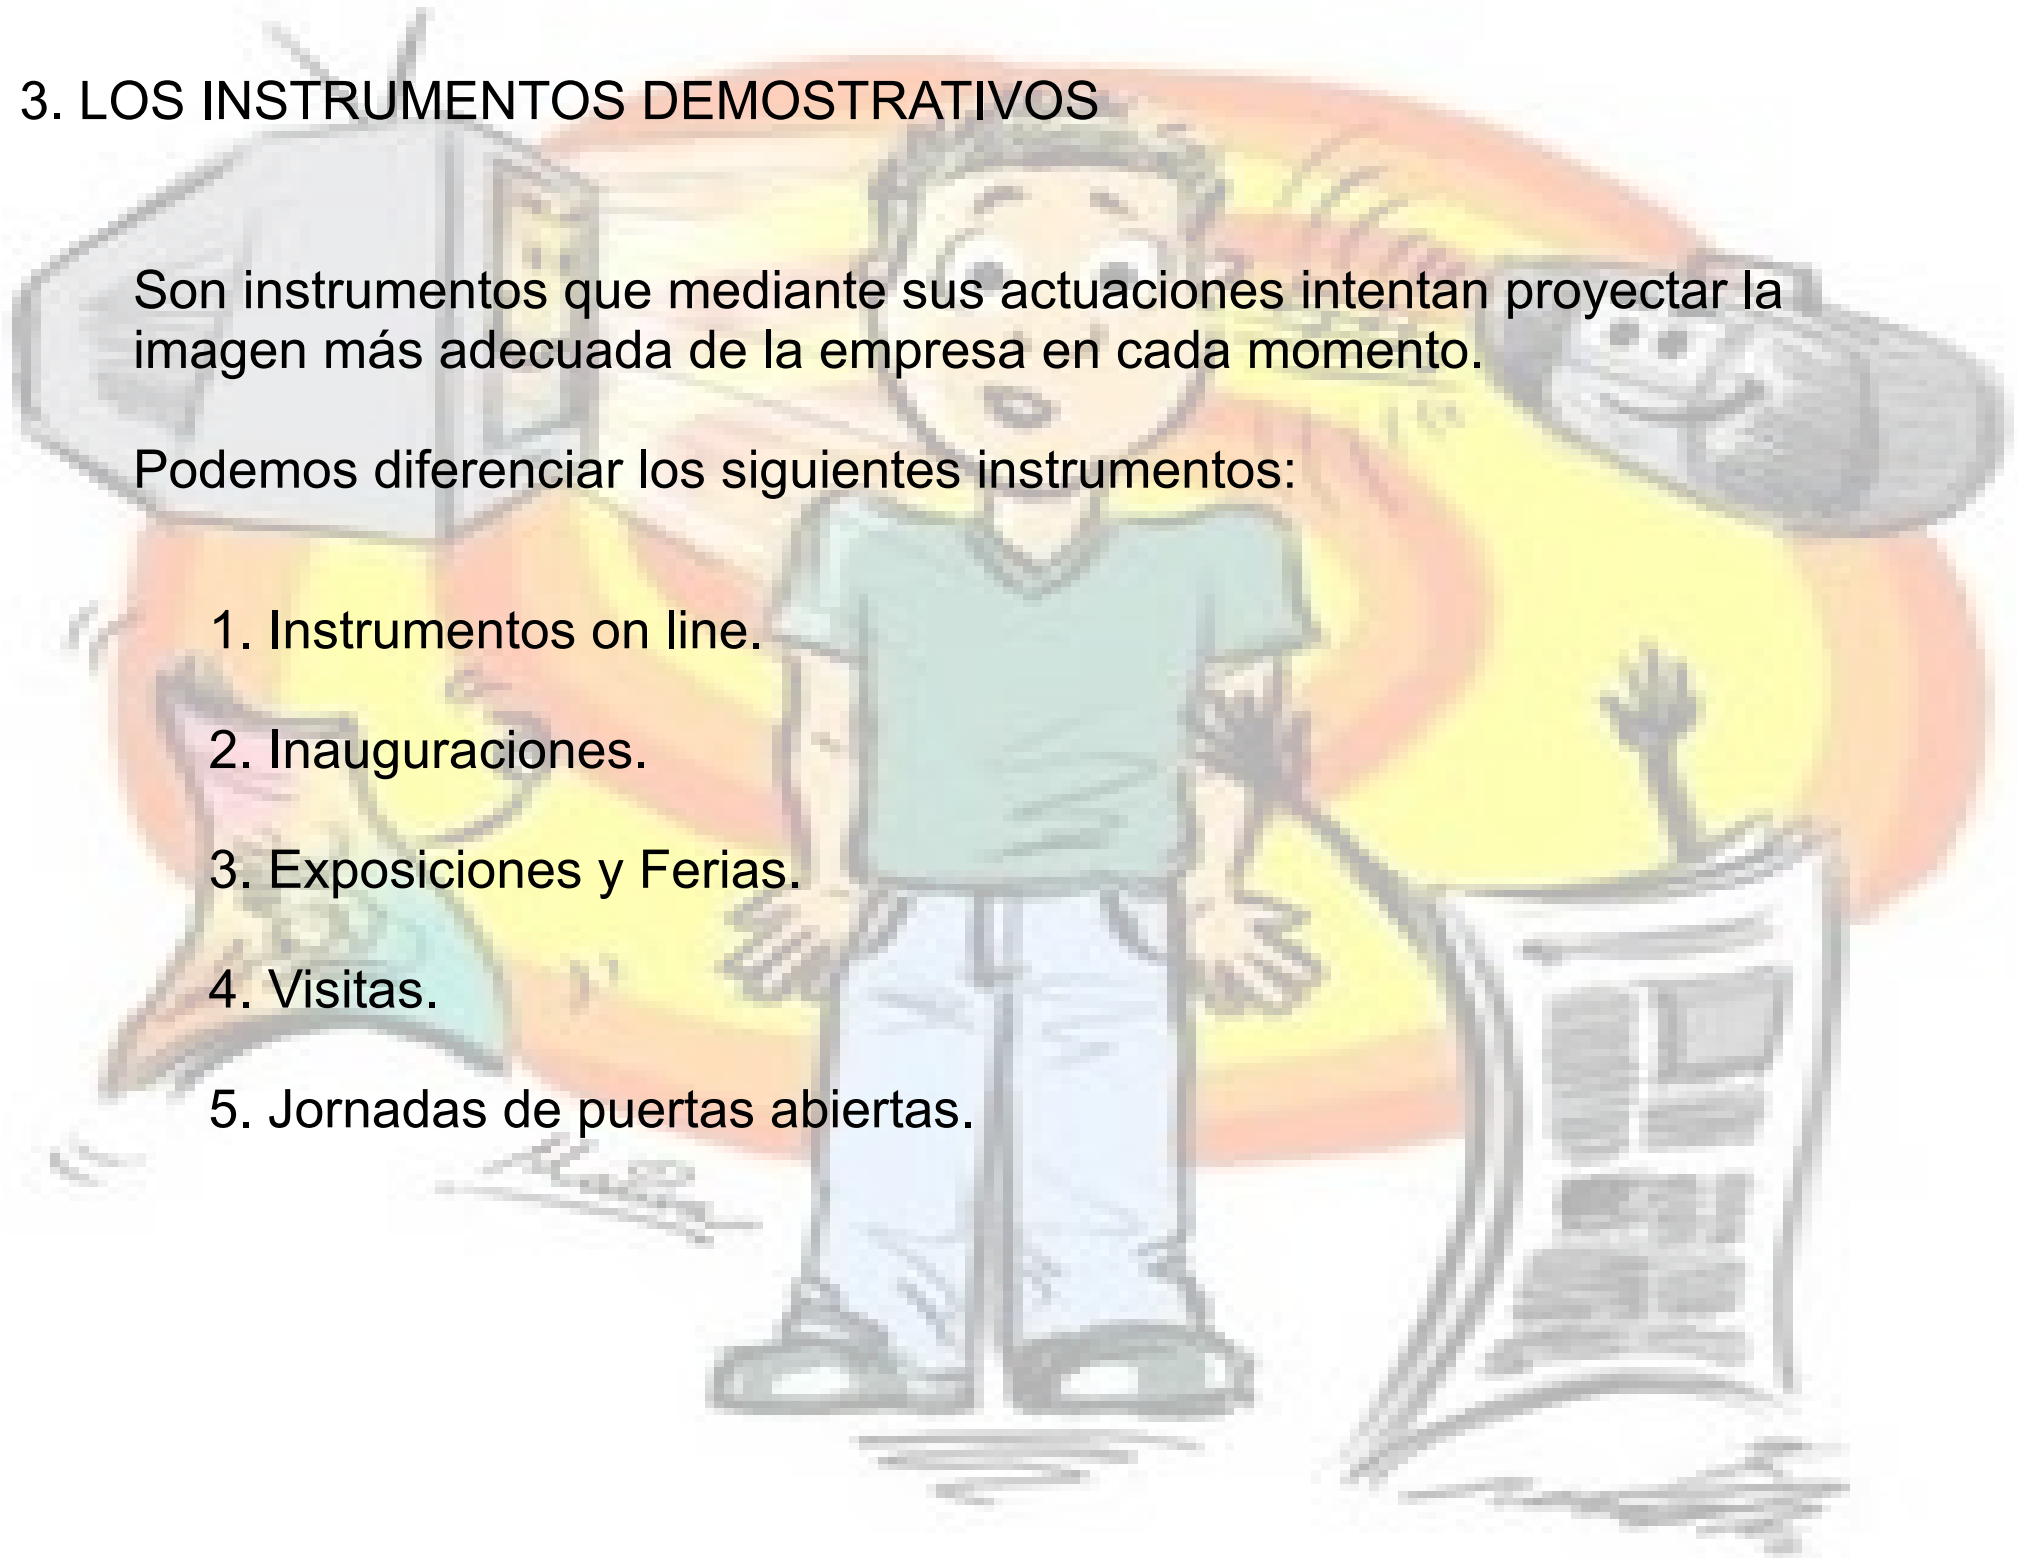 3. LOS INSTRUMENTOS DEMOSTRATIVOS
Son instrumentos que mediante sus actuaciones intentan proyectar la
imagen más adecuada de la empresa en cada momento.
Podemos diferenciar los siguientes instrumentos:
1. Instrumentos on line.
2. Inauguraciones.
3. Exposiciones y Ferias.
4. Visitas.
5. Jornadas de puertas abiertas.